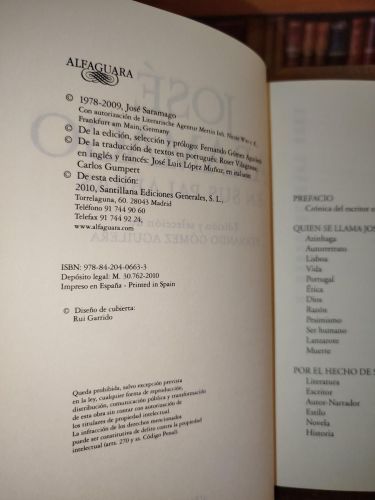 ALFAGUARA
© 1978-2009, José Saramago
Con autorización de Literarische Agentur Mertin Inh. Nicole Witt e. K.
Frankfurt am Main, Germany
© De la edición, selección y prólogo: Fernando Gómez Aguilera
© De la traducción de textos en portugués: Roser Vilagrassa;
en inglés y francés: José Luis López Muñoz; en italiano:
Carlos Gumpert
© De esta edición:
2010, Santillana Ediciones Generales, S. L.
Torrelaguna, 60. 28043 Madrid
Teléfono 91 744 90 60
Telefax 91 744 92 24
www.alfaguara.com
ISBN: 978-84-204-0663-3
Depósito legal: M. 30.762-2010
Impreso en España - Printed in Spain
© Diseño de cubierta:
Rui Garrido
Queda prohibida, salvo excepción prevista
en la ley, cualquier forma de reproducción,
distribución, comunicación pública y transformación
de esta obra sin contar con autorización de
los titulares de propiedad intelectual.
La infracción de los derechos mencionados
puede ser constitutiva de delito contra la propiedad
intelectual (arts. 270 y ss. Código Penal).
PREFACIO
Crónica del escritor
QUIEN SE LLAMA JOS
Azinhaga
Autorretrato
Lisboa
Vida
Portugal
Ética
Dios
Razón
Pesimismo
Ser humano
Lanzarote
Muerte
POR EL HECHO DE
Literatura
Escritor
Autor-Narrador
Estilo
Novela
Historia